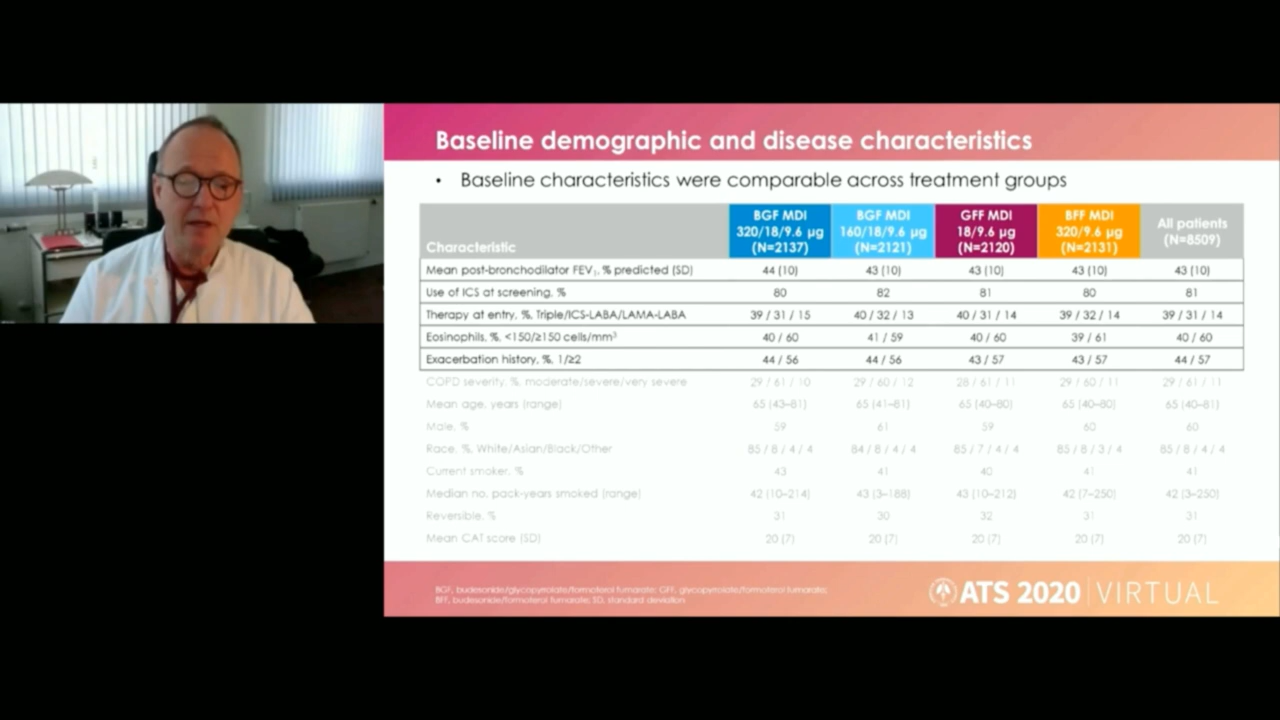 Baseline demographic and disease characteristics
• Baseline characteristics were comparable across treatment groups
Characteristic BGF MDI 320/18/9.6 µg (N=2137) BGF MDI 160/18/9.6 µg (N=2121) GFF MDI 18/9.6 µg (N=2120) BFF MDI 320/9.6 µg (N=2131) All patients (N=8509)
Mean post-bronchodilator FEV₁, % predicted (SD) 44 (10) 43 (10) 43 (10) 43 (10) 43 (10)
Use of ICS at screening, % 80 82 81 80 81
Therapy at entry, %, Triple/ICS-LABA/LAMA-LABA 39 / 31 / 15 40 / 32 / 13 40 / 31 / 14 39 / 32 / 14 39 / 31 / 14
Eosinophils, %, <150/≥150 cells/mm³ 40 / 60 41 / 59 40 / 60 39 / 61 40 / 60
Exacerbation history, %, 1/≥2 44 / 56 44 / 56 43 / 57 43 / 57 44 / 57
COPD severity, %, moderate/severe/very severe 29 / 61 / 10 29 / 60 / 12 28 / 61 / 11 29 / 60 / 11 29 / 61 / 11
Mean age, years (range) 65 (43–81) 65 (41–81) 65 (40–80) 65 (40–80) 65 (40–81)
Male, % 59 61 59 60 60
Race, %, White/Asian/Black/Other 85 / 8 / 4 / 4 84 / 8 / 4 / 4 85 / 7 / 4 / 4 85 / 8 / 3 / 4 85 / 8 / 4 / 4
Current smoker, % 43 41 40 41 41
Median no. pack-years smoked (range) 42 (10–214) 43 (3–188) 43 (10–212) 42 (7–250) 42 (3–250)
Reversible, % 31 30 32 31 31
Mean CAT score (SD) 20 (7) 20 (7) 20 (7) 20 (7) 20 (7)
BGF, budesonide/glycopyrrolate/formoterol fumarate; GFF, glycopyrrolate/formoterol fumarate;
BFF, budesonide/formoterol fumarate; SD, standard deviation
ATS 2020 | VIRTUAL